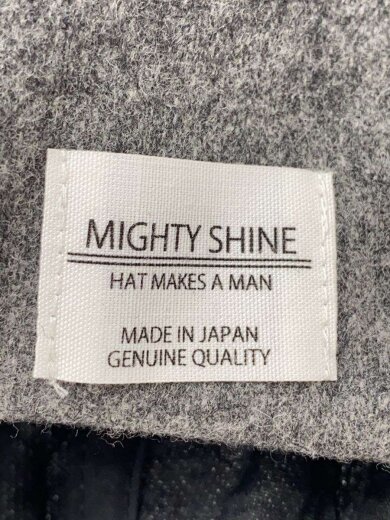 MIGHTY SHINE
HAT MAKES A MAN
MADE IN JAPAN
GENUINE QUALITY